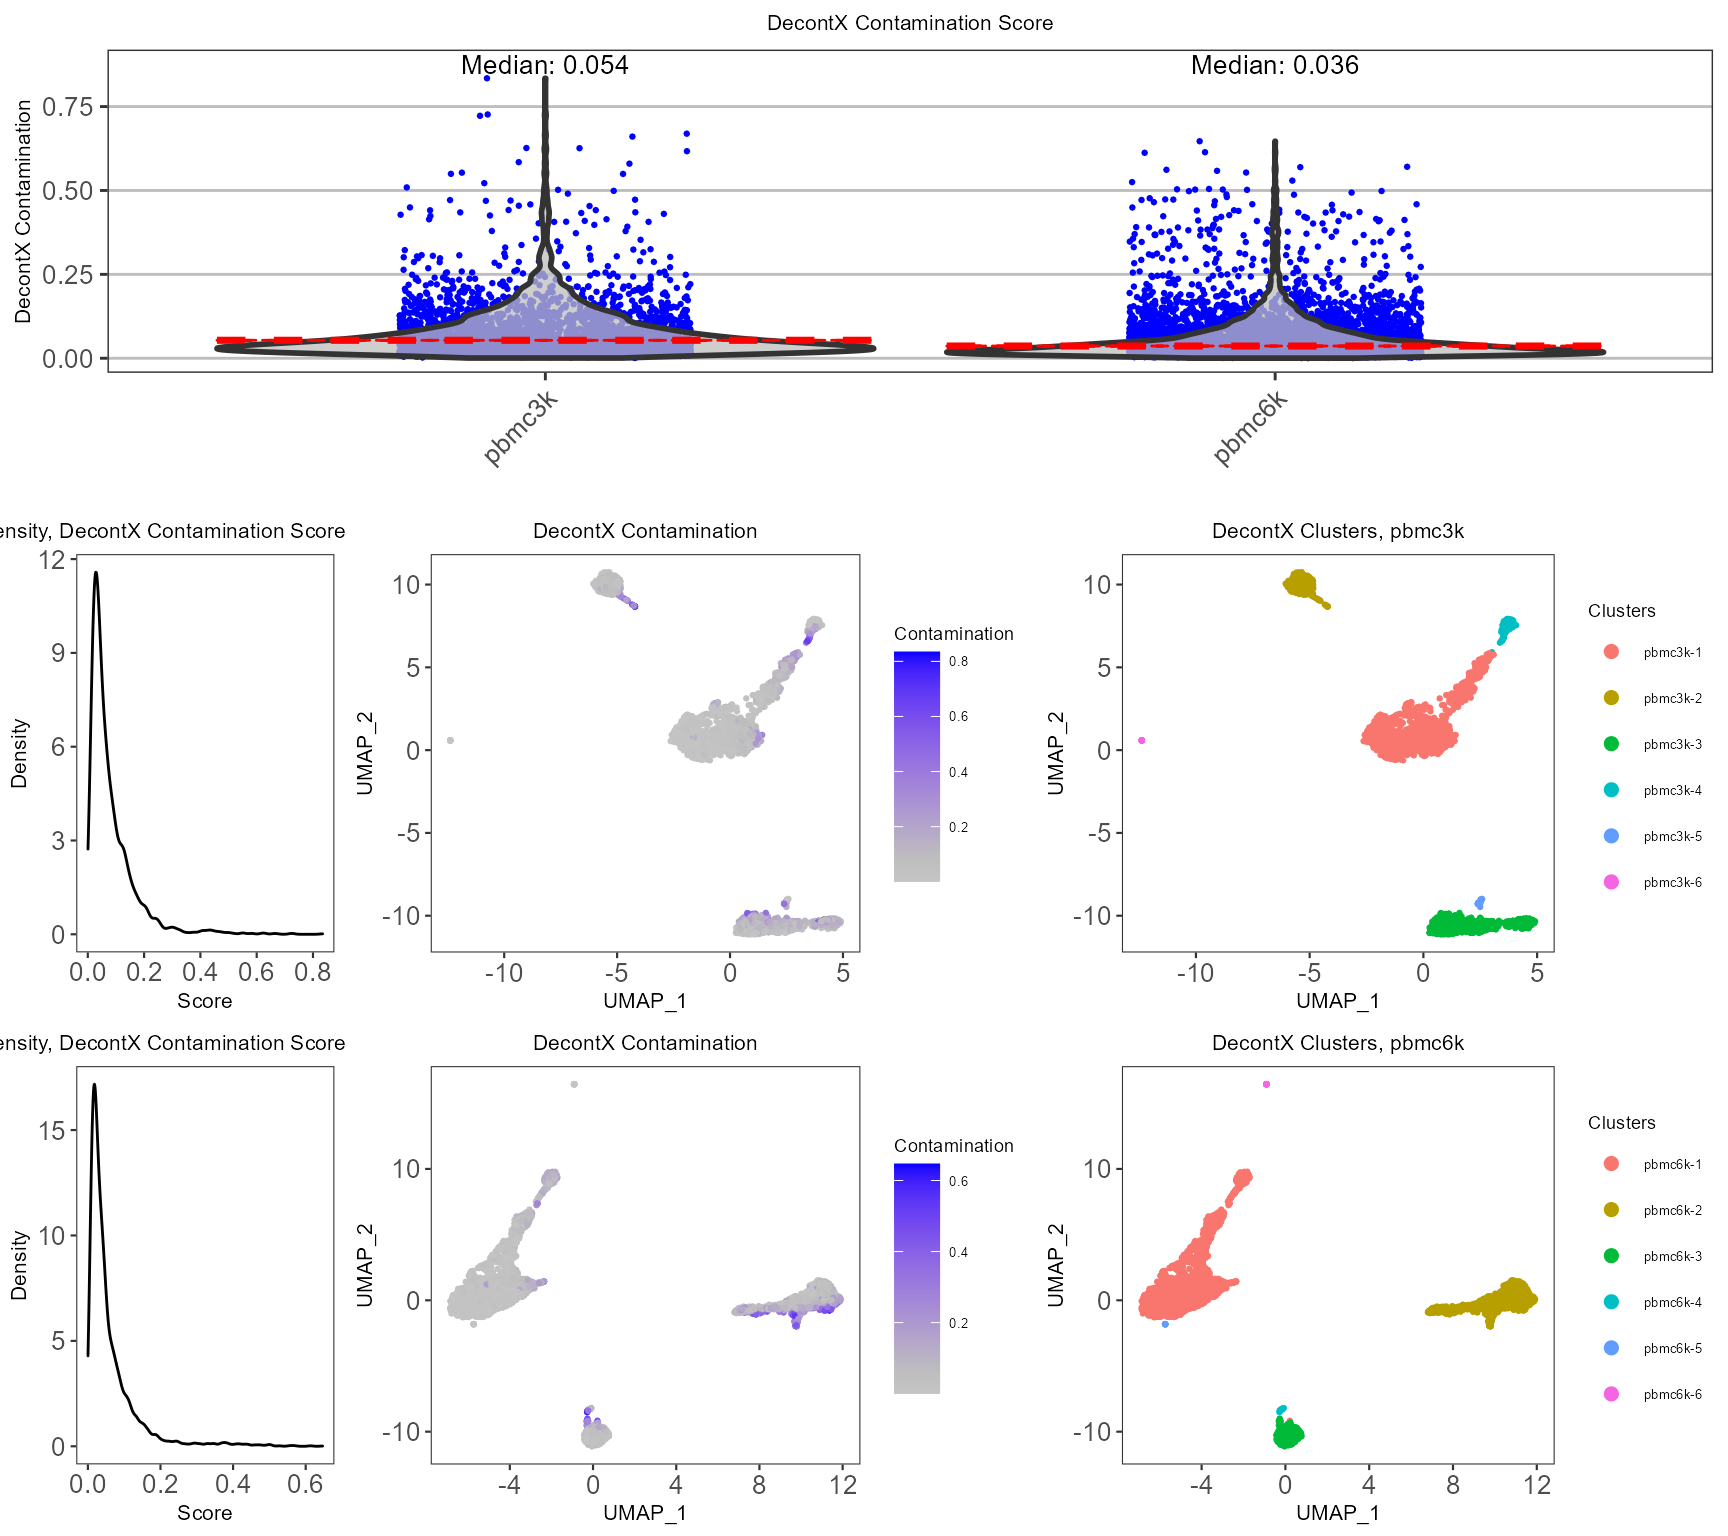 DecontX Contamination Score
Median: 0.054
Median: 0.036
DecontX Contamination
0.75
0.50
0.25
0.00
pbmc3k
pbmc6k
ensity, DecontX Contamination Score
Density
12
9
6
3
0
0.0 0.2 0.4 0.6 0.8
Score
DecontX Contamination
UMAP_2
10
5
0
-5
-10
-10 -5 0 5
UMAP_1
Contamination
0.8
0.6
0.4
0.2
DecontX Clusters, pbmc3k
UMAP_2
10
5
0
-5
-10
-10 -5 0 5
UMAP_1
Clusters
pbmc3k-1
pbmc3k-2
pbmc3k-3
pbmc3k-4
pbmc3k-5
pbmc3k-6
ensity, DecontX Contamination Score
Density
15
10
5
0
0.0 0.2 0.4 0.6
Score
DecontX Contamination
UMAP_2
10
0
-10
-4 0 4 8 12
UMAP_1
Contamination
0.6
0.4
0.2
DecontX Clusters, pbmc6k
UMAP_2
10
0
-10
-4 0 4 8 12
UMAP_1
Clusters
pbmc6k-1
pbmc6k-2
pbmc6k-3
pbmc6k-4
pbmc6k-5
pbmc6k-6